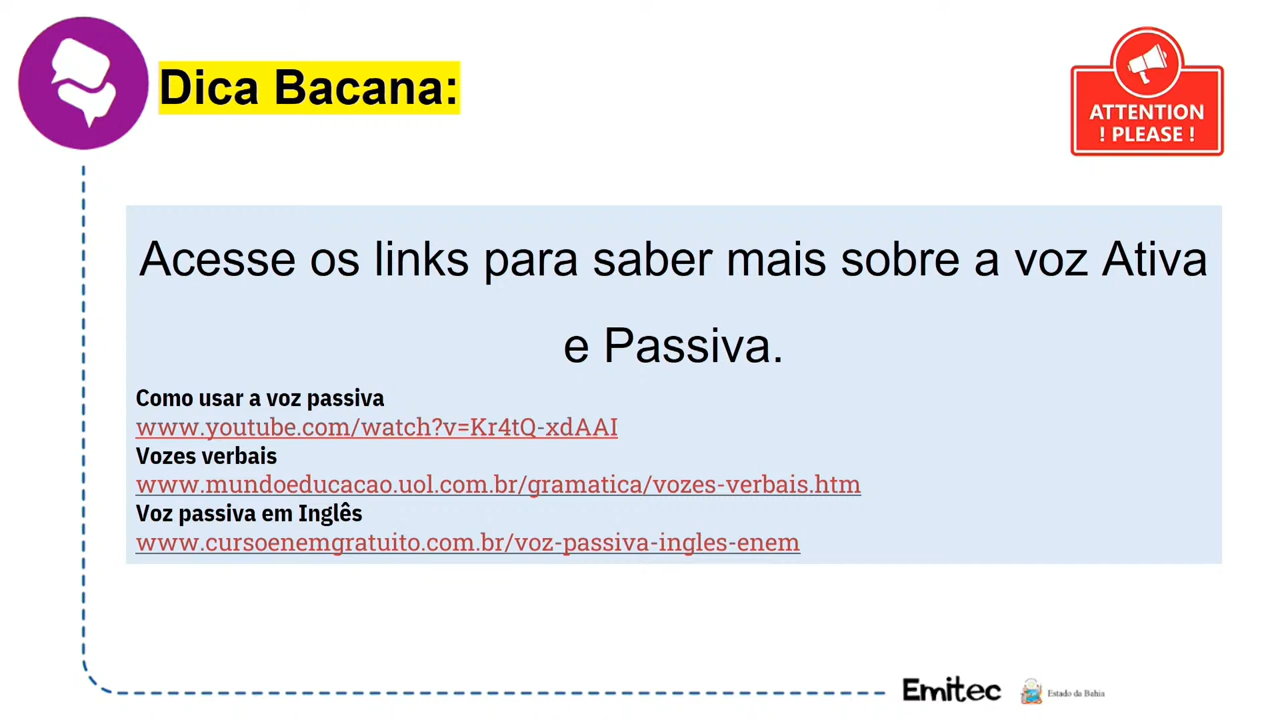 Dica Bacana:
ATTENTION
! PLEASE !
Acesse os links para saber mais sobre a voz Ativa
e Passiva.
Como usar a voz passiva
www.youtube.com/watch?v=Kr4tQ-xdAAI
Vozes verbais
www.mundoeducacao.uol.com.br/gramatica/vozes-verbais.htm
Voz passiva em Inglês
www.cursoenemgratuito.com.br/voz-passiva-ingles-enem
Emitec
Estado da Bahia